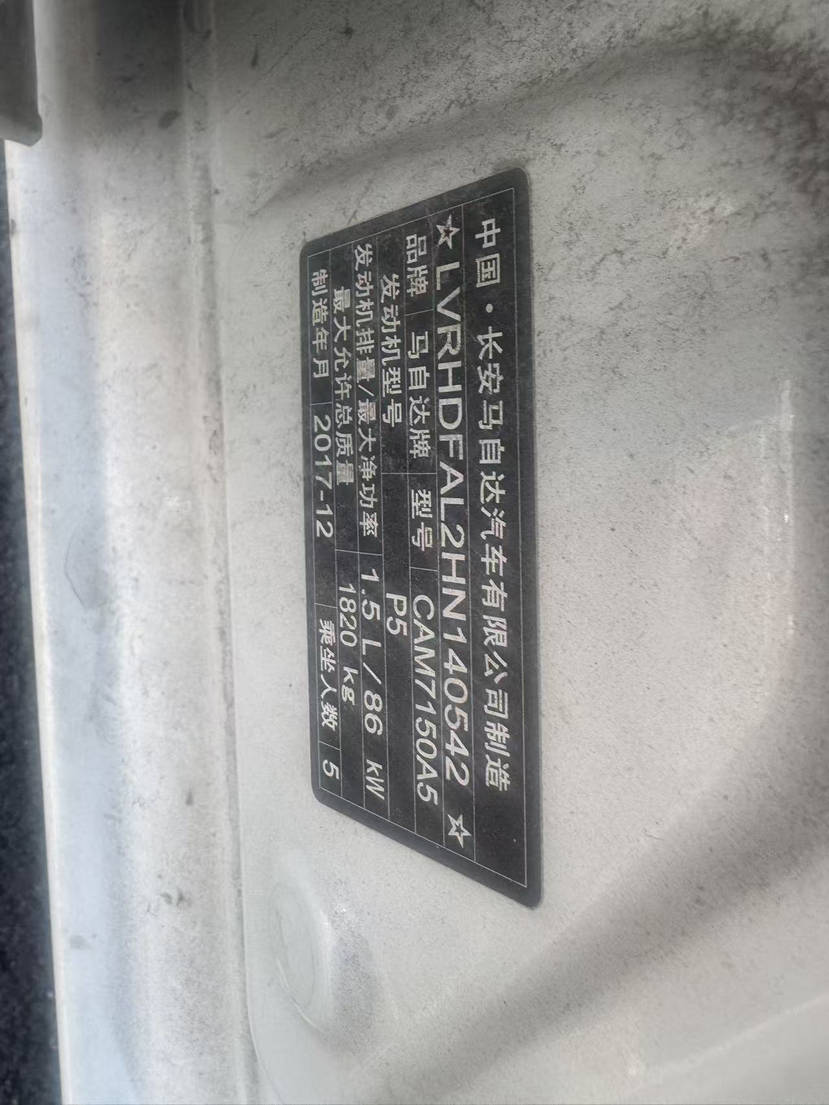 中国·长安马自达汽车有限公司制造
☆LVRHDFAL2HN140542☆
品牌 马自达牌 型号 CAM7150A5
发动机型号 P5
发动机排量/最大净功率 1.5 L/86 kW
最大允许总质量 1820 kg
制造年月 2017-12 乘坐人数 5